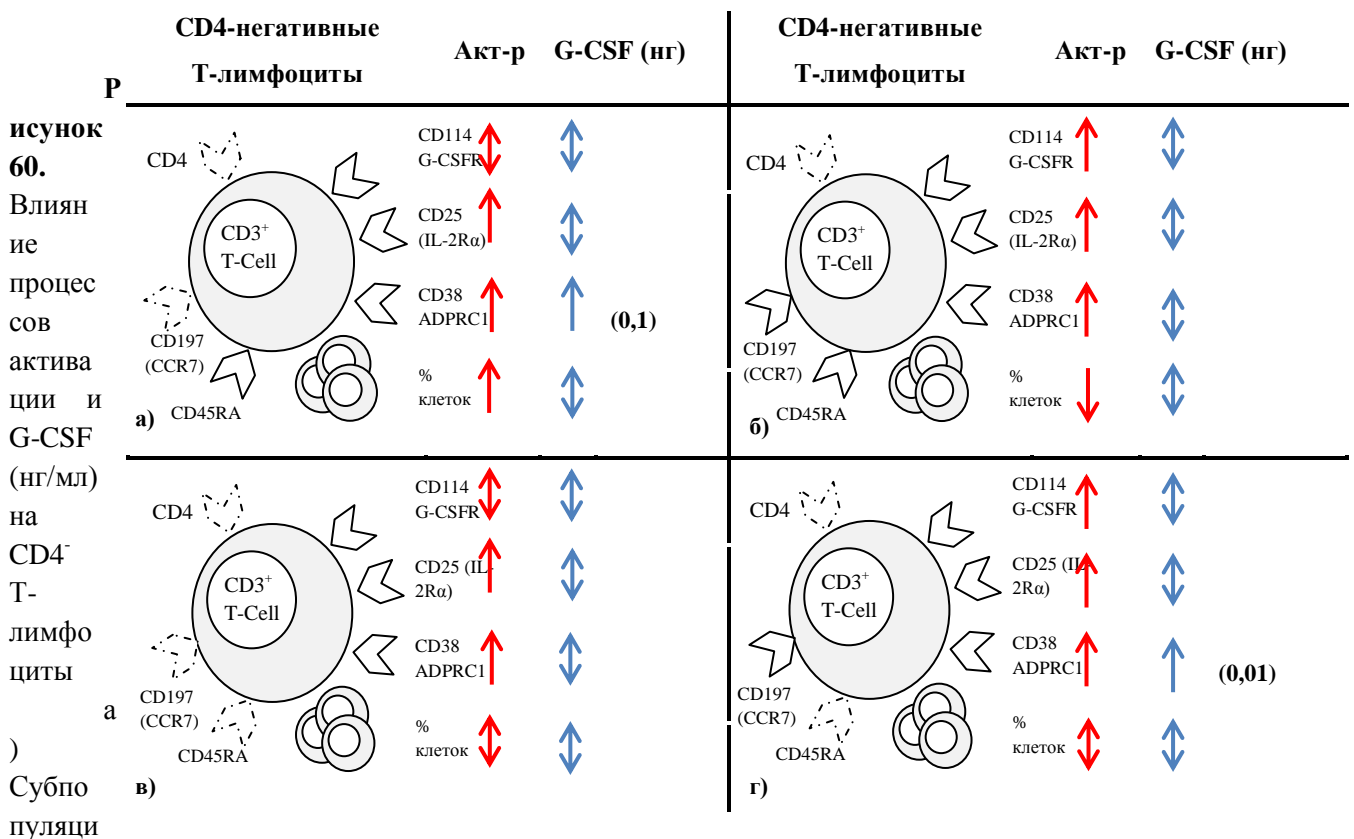 Р
исунок
60.
Влиян
ие
процес
сов
актива
ции и
G-CSF
(нг/мл)
на
CD4⁻
Т-
лимфо
циты
а
)
Субпо
пуляци
CD4-негативные
Т-лимфоциты
Акт-р
G-CSF (нг)
CD4
CD3⁺
T-Cell
CD197
(CCR7)
CD45RA
CD114
G-CSFR
CD25
(IL-2Rα)
CD38
ADPRC1
(0,1)
%
клеток
а)
CD4-негативные
Т-лимфоциты
Акт-р
G-CSF (нг)
CD4
CD3⁺
T-Cell
CD197
(CCR7)
CD45RA
CD114
G-CSFR
CD25
(IL-2Rα)
CD38
ADPRC1
%
клеток
б)
CD4
CD3⁺
T-Cell
CD197
(CCR7)
CD45RA
CD114
G-CSFR
CD25 (IL-
2Rα)
CD38
ADPRC1
%
клеток
в)
CD4
CD3⁺
T-Cell
CD197
(CCR7)
CD45RA
CD114
G-CSFR
CD25 (IL-
2Rα)
CD38
ADPRC1
(0,01)
%
клеток
г)